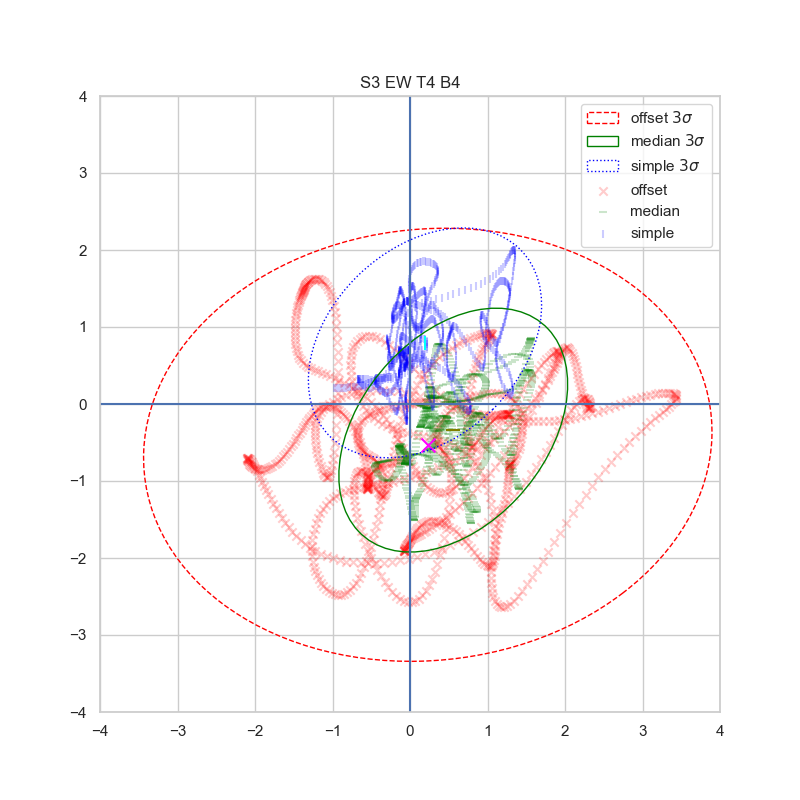 S3 EW T4 B4
offset 3σ
median 3σ
simple 3σ
offset
median
simple
4
3
2
1
0
−1
−2
−3
−4
−4 −3 −2 −1 0 1 2 3 4